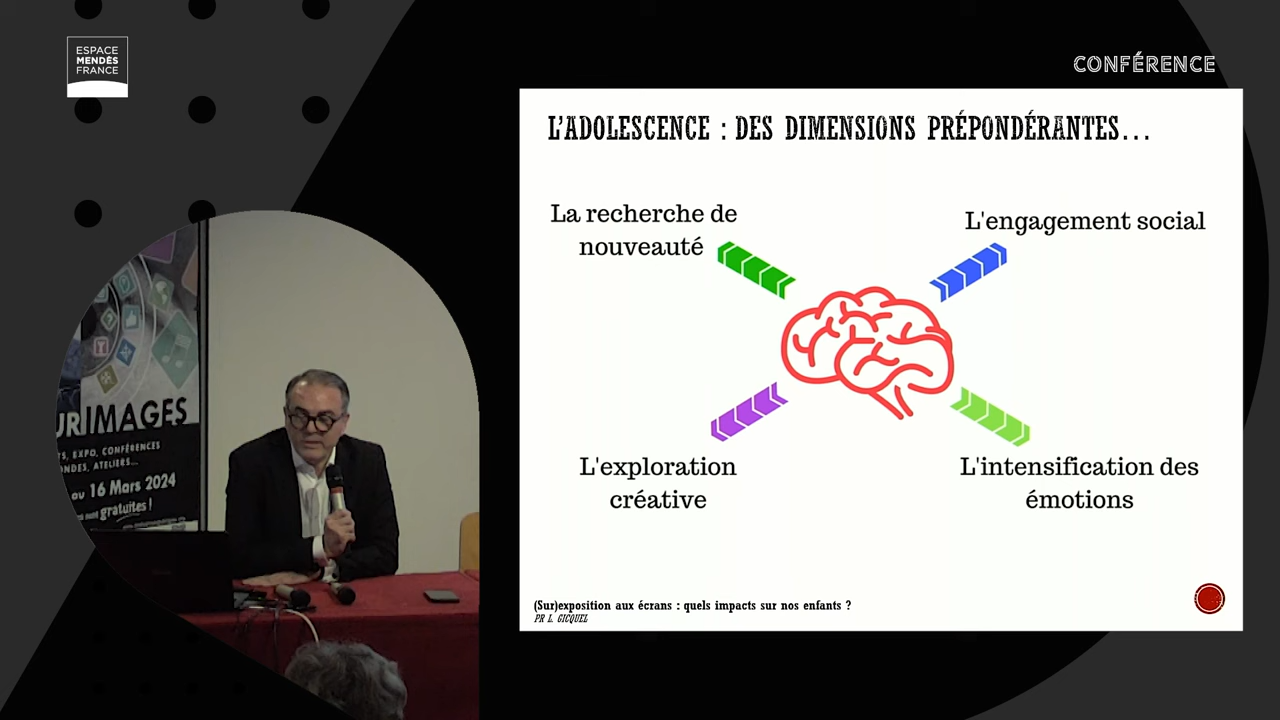 ESPACE
MENDÈS
FRANCE
CONFÉRENCE
L'ADOLESCENCE : DES DIMENSIONS PRÉPONDÉRANTES...
La recherche de
nouveauté
L'engagement social
L'exploration
créative
L'intensification des
émotions
(Sur)exposition aux écrans : quels impacts sur nos enfants ?
PR L. GICQUEL
IMAGES
EXPO, CONFÉRENCES
ONDES, ATELIERS...
au 16 Mars 2024
gratuites !